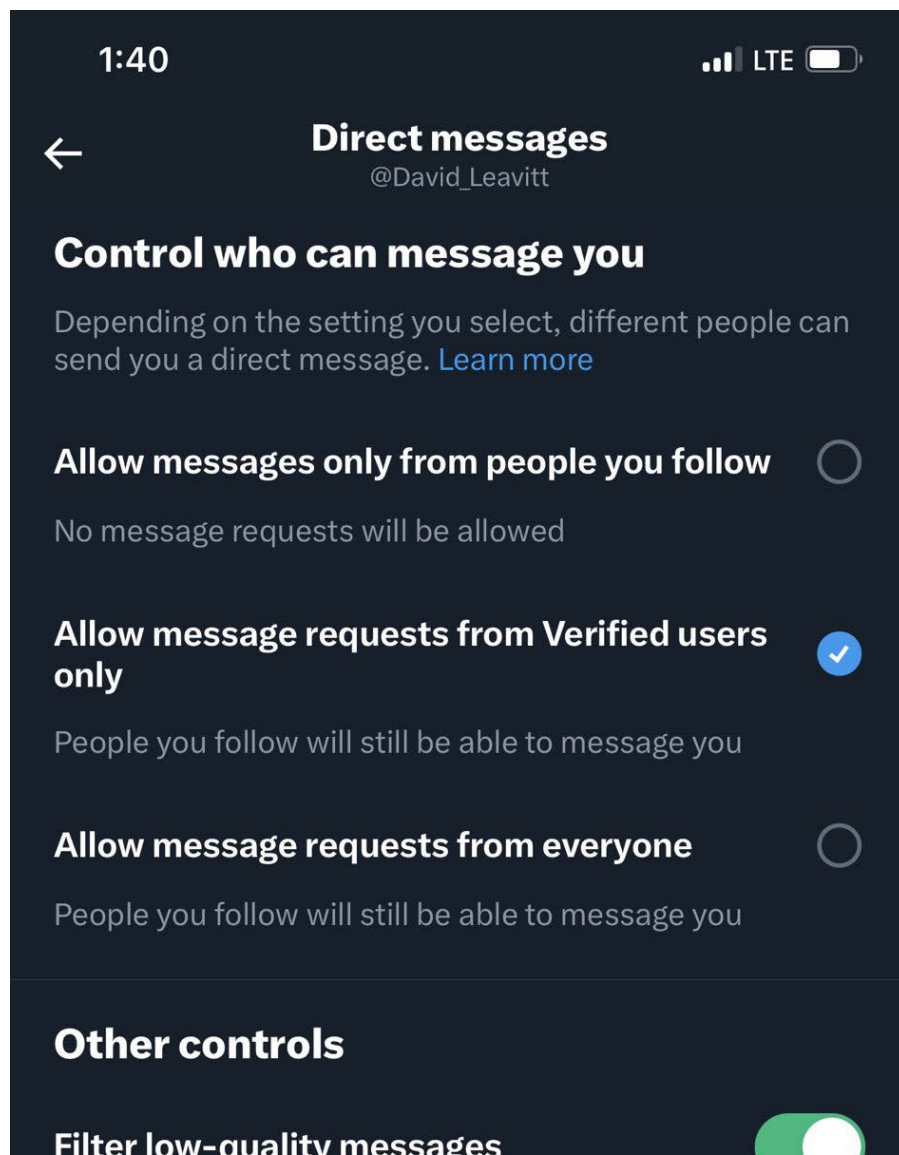 1:40
LTE
Direct messages
@David_Leavitt
Control who can message you
Depending on the setting you select, different people can
send you a direct message. Learn more
Allow messages only from people you follow
No message requests will be allowed
Allow message requests from Verified users
only
People you follow will still be able to message you
Allow message requests from everyone
People you follow will still be able to message you
Other controls
Filter low-quality messages